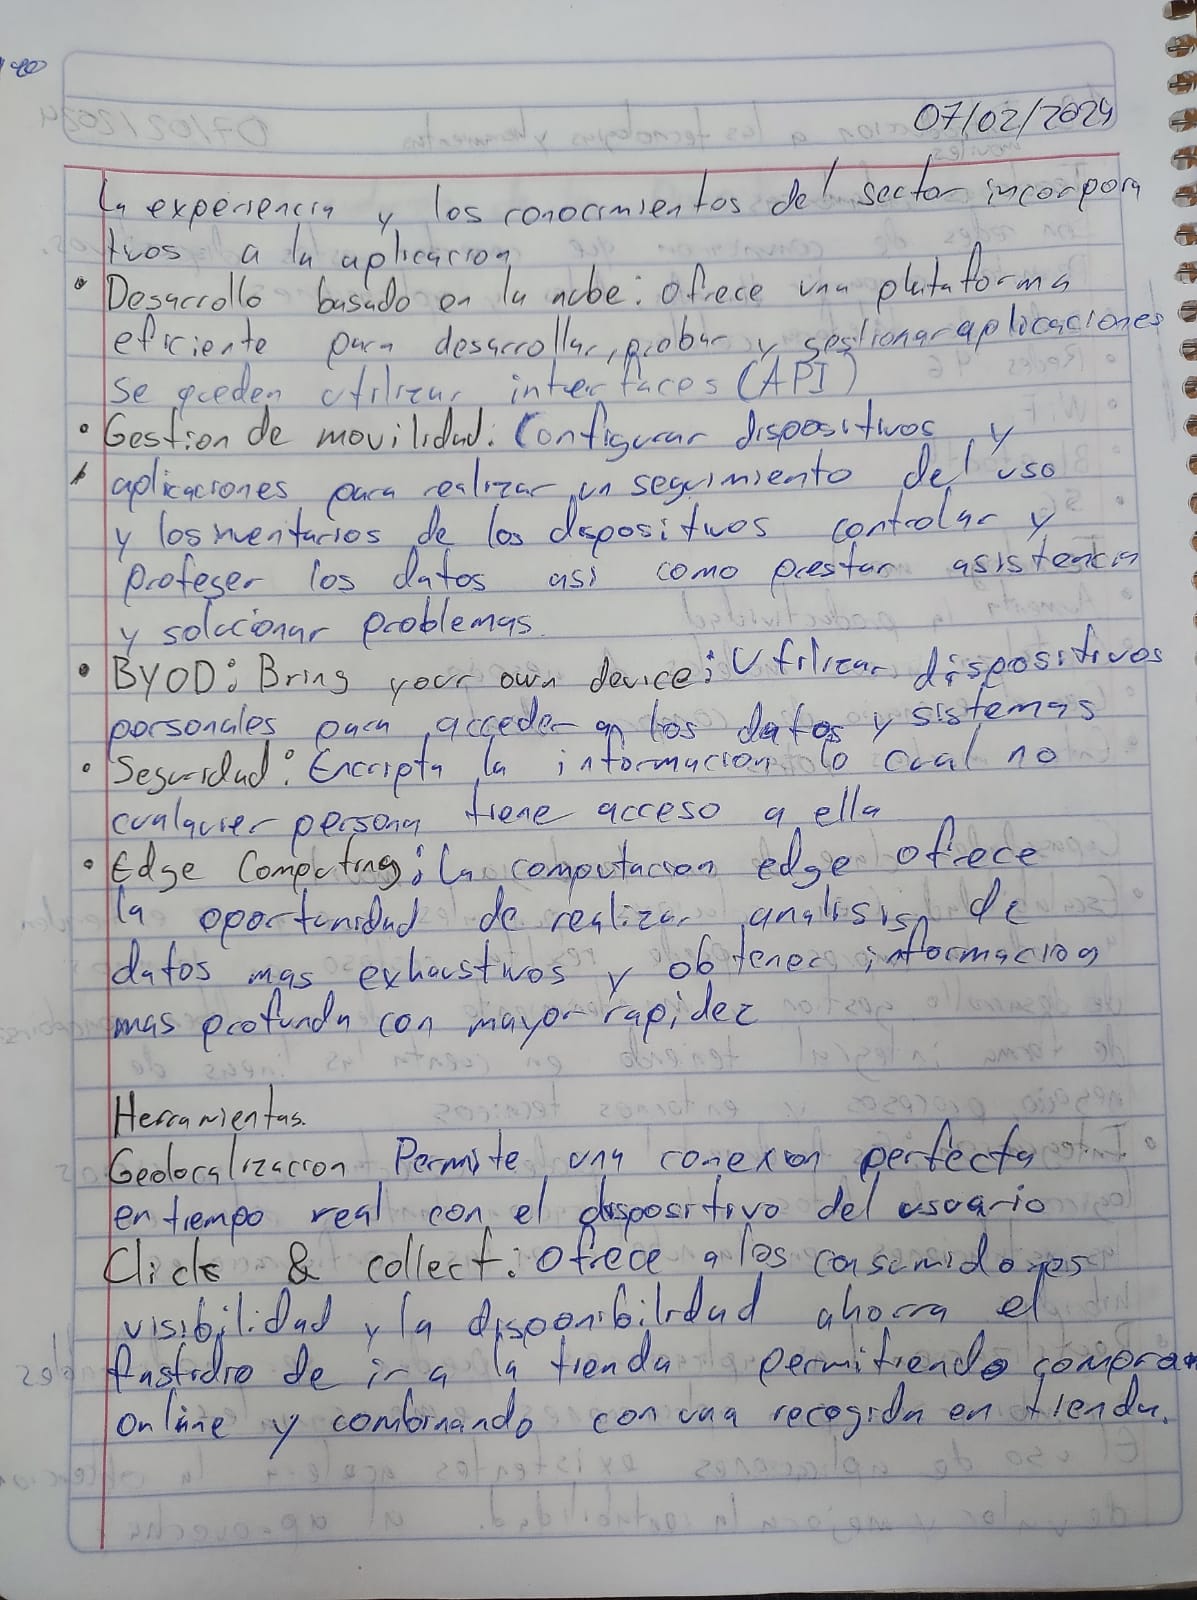 07/02/2024
La experiencia y los conocimientos del sector incorpora
tivos a la aplicacion
• Desarrollo basado en la nube: ofrece una plataforma
eficiente para desarrollar, probar y gestionar aplicaciones
se pueden utilizar interfaces (API)
• Gestion de movilidad: Configurar dispositivos y
aplicaciones para realizar un seguimiento del uso
y los inventarios de los dispositivos controlar y
proteger los datos asi como prestar asistencia
y solucionar problemas.
• BYOD: Bring your own device: Utilizar dispositivos
personales para acceder a los datos y sistemas
• Seguridad: Encripta la informacion lo cual no
cualquier persona tiene acceso a ella
• Edge Computing: La computacion edge ofrece
la oportunidad de realizar analisis de
datos mas exhaustivos y obtener informacion
mas profunda con mayor rapidez
Herramientas.
Geolocalizacion Permite una conexion perfecta
en tiempo real con el dispositivo del usuario
Click & collect: Ofrece a los consumidores
visibilidad y la disponibilidad ahorra el
fastidio de ir a la tienda permitiendo comprar
online y combinando con una recogida en tienda.